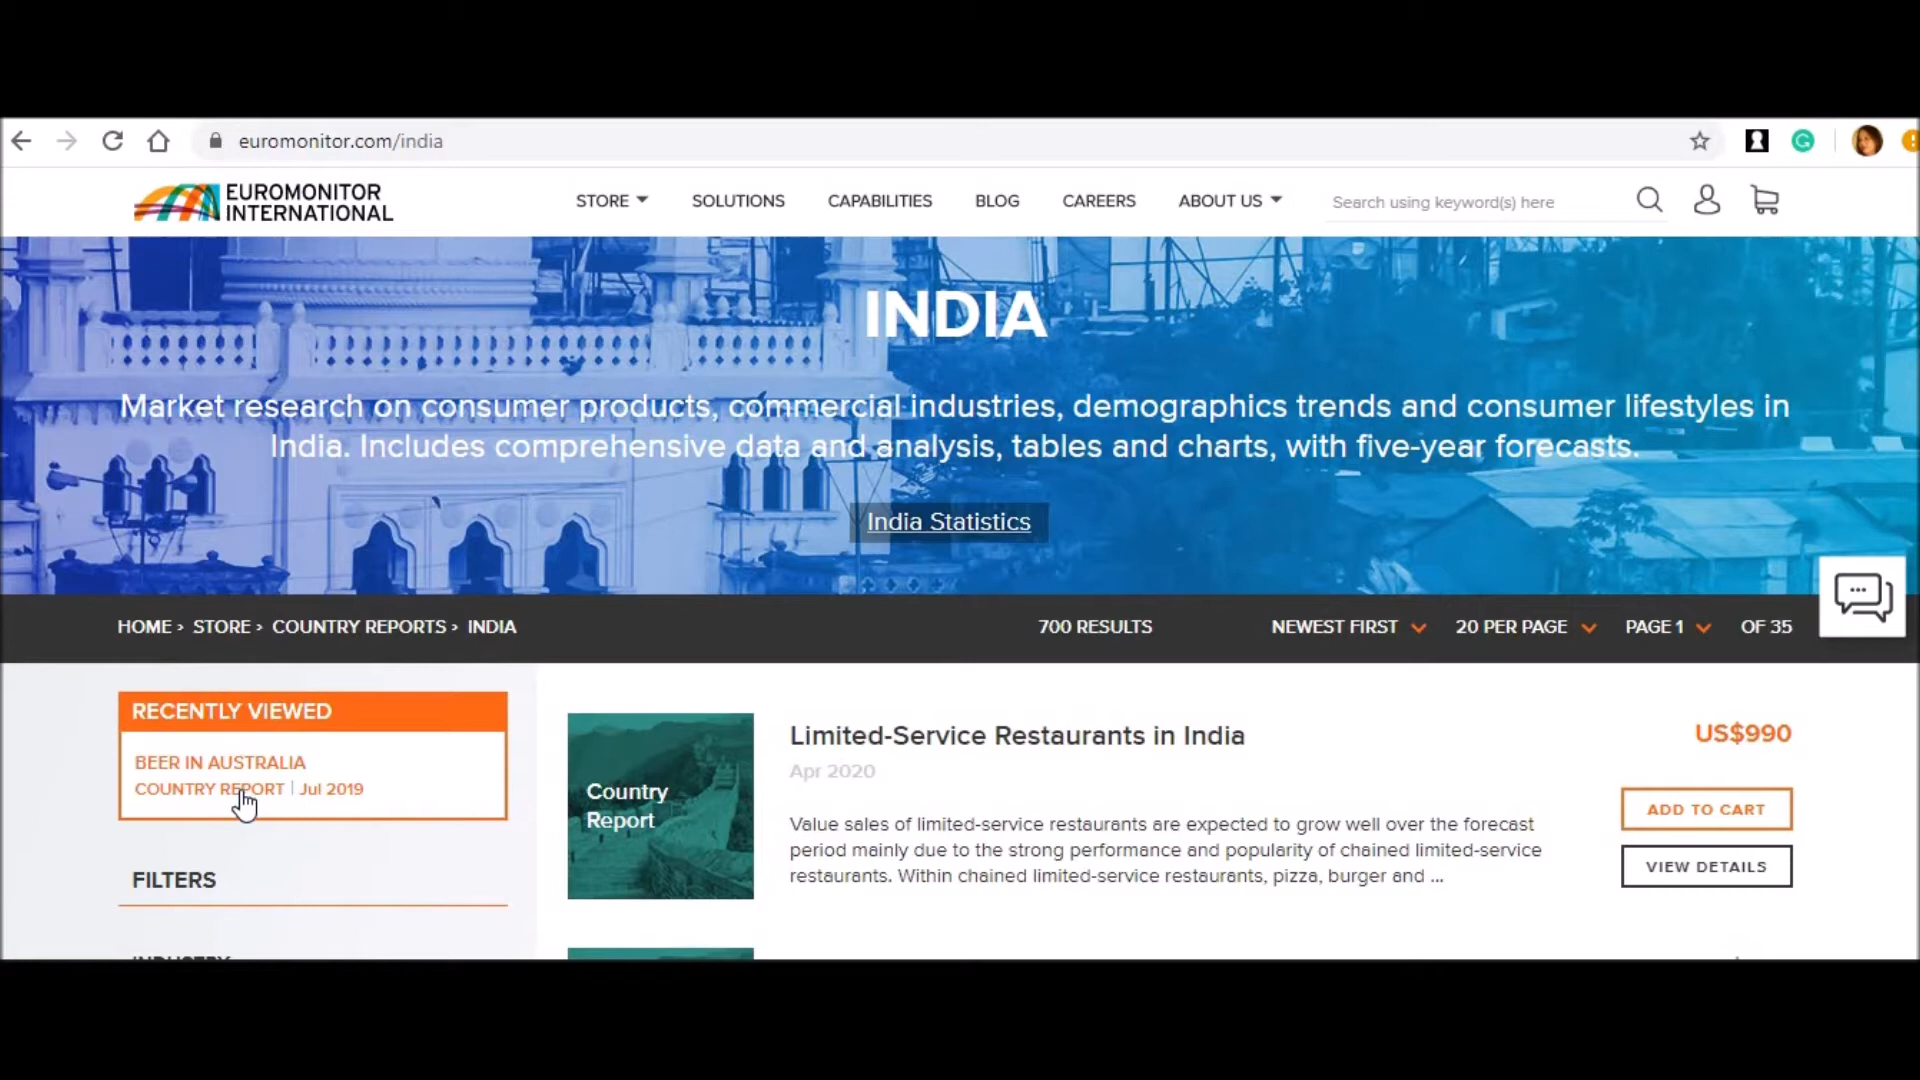 euromonitor.com/india
EUROMONITOR
INTERNATIONAL
STORE
SOLUTIONS
CAPABILITIES
BLOG
CAREERS
ABOUT US
Search using keyword(s) here
INDIA
Market research on consumer products, commercial industries, demographics trends and consumer lifestyles in
India. Includes comprehensive data and analysis, tables and charts, with five-year forecasts.
India Statistics
HOME › STORE › COUNTRY REPORTS › INDIA
700 RESULTS
NEWEST FIRST
20 PER PAGE
PAGE 1
OF 35
RECENTLY VIEWED
BEER IN AUSTRALIA
COUNTRY REPORT | Jul 2019
FILTERS
Country
Report
Limited-Service Restaurants in India
Apr 2020
Value sales of limited-service restaurants are expected to grow well over the forecast
period mainly due to the strong performance and popularity of chained limited-service
restaurants. Within chained limited-service restaurants, pizza, burger and ...
US$990
ADD TO CART
VIEW DETAILS